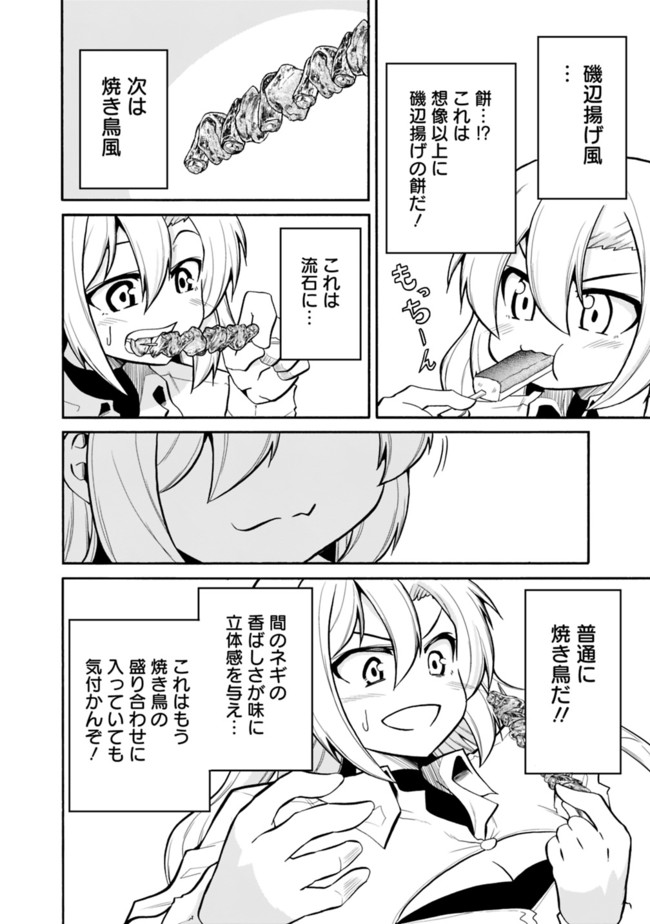 磯辺揚げ風
…
餅…!?
これは
想像以上に
磯辺揚げの餅だ！
もっちーん
次は
焼き鳥風
これは
流石に…
普通に
焼き鳥だ!!
間のネギの
香ばしさが味に
立体感を与え…
これはもう
焼き鳥の
盛り合わせに
入っていても
気付かんぞ！